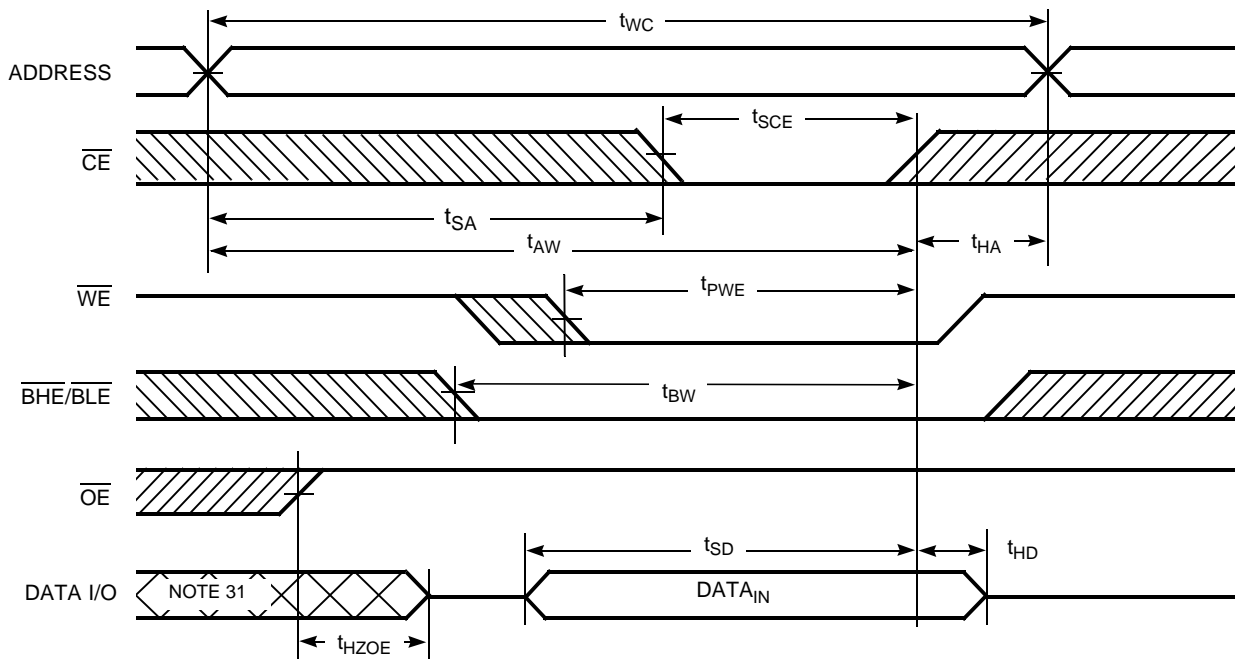 tWC
ADDRESS
tSCE
CE
tSA
tAW
tHA
WE
tPWE
BHE/BLE
tBW
OE
tSD
tHD
DATA I/O
NOTE 31
DATAIN
tHZOE